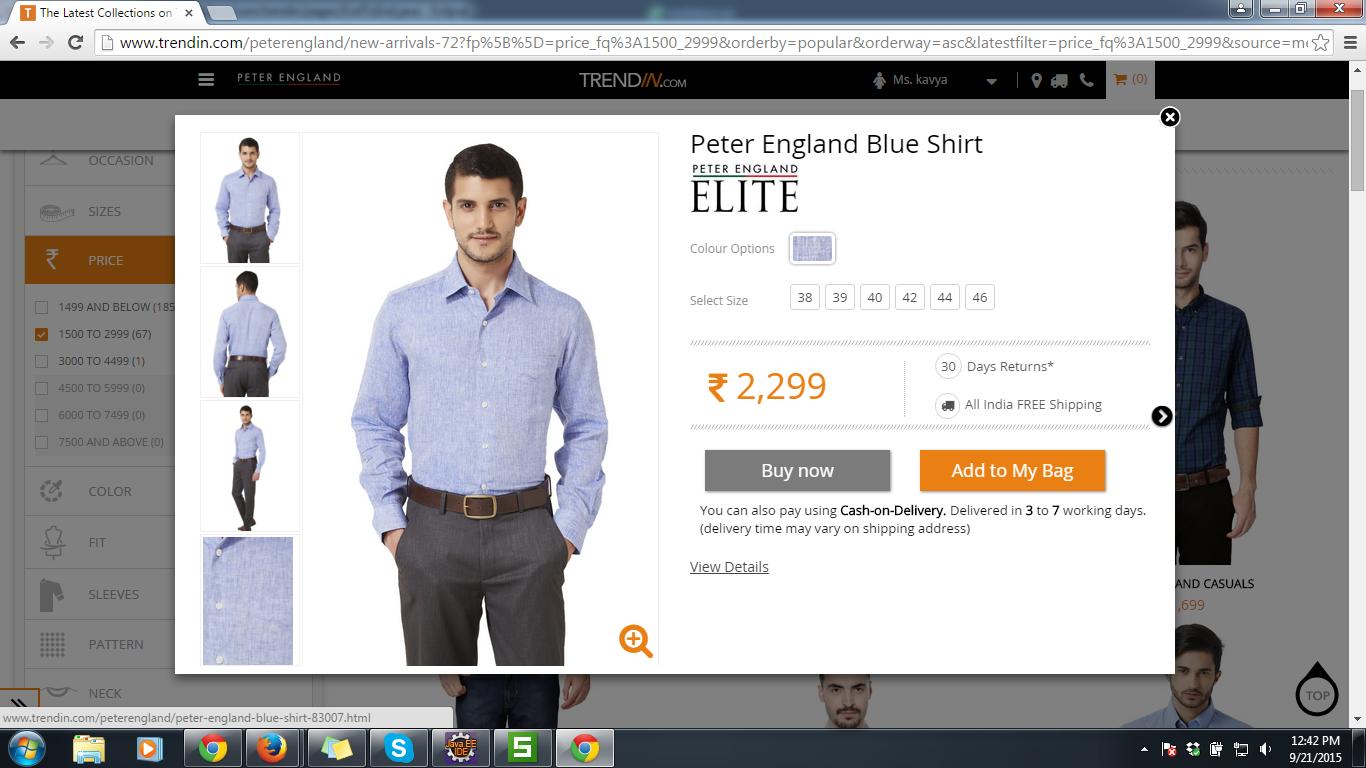 The Latest Collections on
www.trendin.com/peterengland/new-arrivals-72?fp%5B%5D=price_fq%3A1500_2999&orderby=popular&orderway=asc&latestfilter=price_fq%3A1500_2999&source=m
PETER ENGLAND
TRENDIN.COM
Ms. kavya
(0)
OCCASION
SIZES
PRICE
1499 AND BELOW (185
1500 TO 2999 (67)
3000 TO 4499 (1)
4500 TO 5999 (0)
6000 TO 7499 (0)
7500 AND ABOVE (0)
COLOR
FIT
SLEEVES
PATTERN
NECK
Peter England Blue Shirt
PETER ENGLAND
ELITE
Colour Options
Select Size 38 39 40 42 44 46
₹ 2,299
30 Days Returns*
All India FREE Shipping
Buy now
Add to My Bag
You can also pay using Cash-on-Delivery. Delivered in 3 to 7 working days.
(delivery time may vary on shipping address)
View Details
AND CASUALS
,699
TOP
www.trendin.com/peterengland/peter-england-blue-shirt-83007.html
Java EE
IDE
12:42 PM
9/21/2015